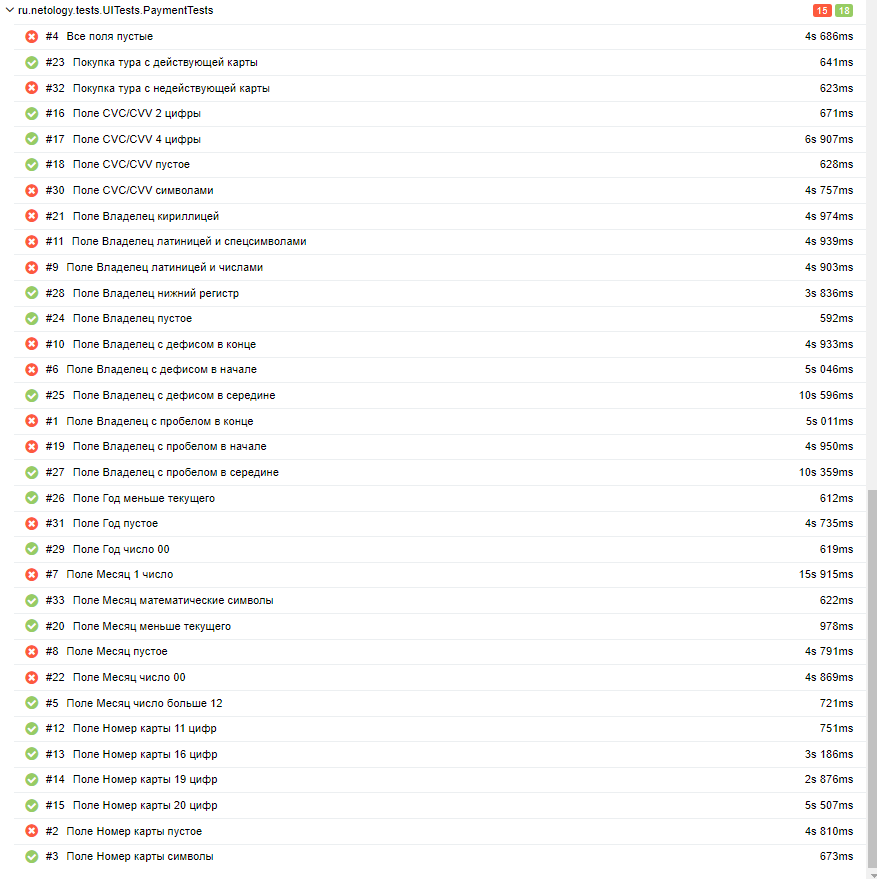 ru.netology.tests.UITests.PaymentTests 15 18
#4 Все поля пустые 4s 686ms
#23 Покупка тура с действующей карты 641ms
#32 Покупка тура с недействующей карты 623ms
#16 Поле CVC/CVV 2 цифры 671ms
#17 Поле CVC/CVV 4 цифры 6s 907ms
#18 Поле CVC/CVV пустое 628ms
#30 Поле CVC/CVV символами 4s 757ms
#21 Поле Владелец кириллицей 4s 974ms
#11 Поле Владелец латиницей и спецсимволами 4s 939ms
#9 Поле Владелец латиницей и числами 4s 903ms
#28 Поле Владелец нижний регистр 3s 836ms
#24 Поле Владелец пустое 592ms
#10 Поле Владелец с дефисом в конце 4s 933ms
#6 Поле Владелец с дефисом в начале 5s 046ms
#25 Поле Владелец с дефисом в середине 10s 596ms
#1 Поле Владелец с пробелом в конце 5s 011ms
#19 Поле Владелец с пробелом в начале 4s 950ms
#27 Поле Владелец с пробелом в середине 10s 359ms
#26 Поле Год меньше текущего 612ms
#31 Поле Год пустое 4s 735ms
#29 Поле Год число 00 619ms
#7 Поле Месяц 1 число 15s 915ms
#33 Поле Месяц математические символы 622ms
#20 Поле Месяц меньше текущего 978ms
#8 Поле Месяц пустое 4s 791ms
#22 Поле Месяц число 00 4s 869ms
#5 Поле Месяц число больше 12 721ms
#12 Поле Номер карты 11 цифр 751ms
#13 Поле Номер карты 16 цифр 3s 186ms
#14 Поле Номер карты 19 цифр 2s 876ms
#15 Поле Номер карты 20 цифр 5s 507ms
#2 Поле Номер карты пустое 4s 810ms
#3 Поле Номер карты символы 673ms